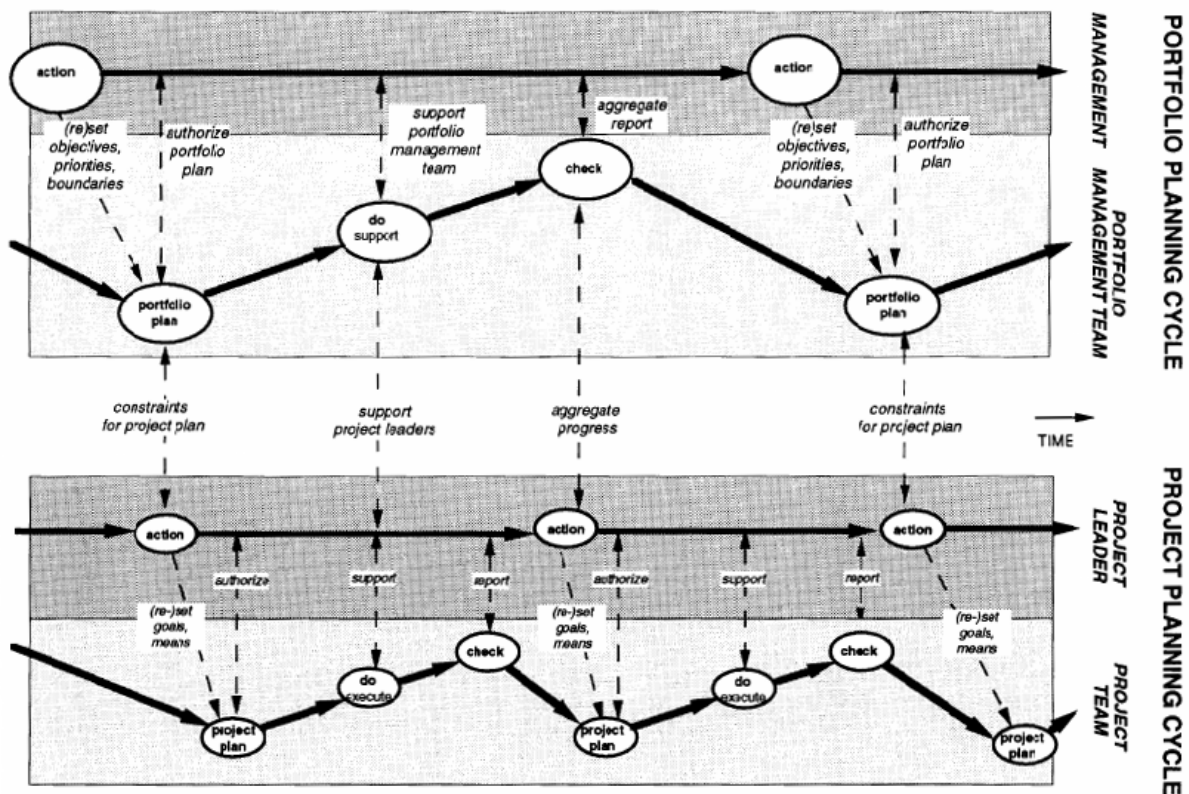 action
action
(re)set
objectives,
priorities,
boundaries
authorize
portfolio
plan
support
portfolio
management
team
aggregate
report
(re)set
objectives,
priorities,
boundaries
authorize
portfolio
plan
check
do
support
portfolio
plan
portfolio
plan
MANAGEMENT
PORTFOLIO
MANAGEMENT TEAM
PORTFOLIO PLANNING CYCLE
constraints
for project plan
support
project leaders
aggregate
progress
constraints
for project plan
TIME
action
action
action
authorize
support
report
authorize
support
report
(re-)set
goals,
means
(re-)set
goals,
means
(re-)set
goals,
means
check
check
do
execute
do
execute
project
plan
project
plan
project
plan
PROJECT
LEADER
PROJECT
TEAM
PROJECT PLANNING CYCLE